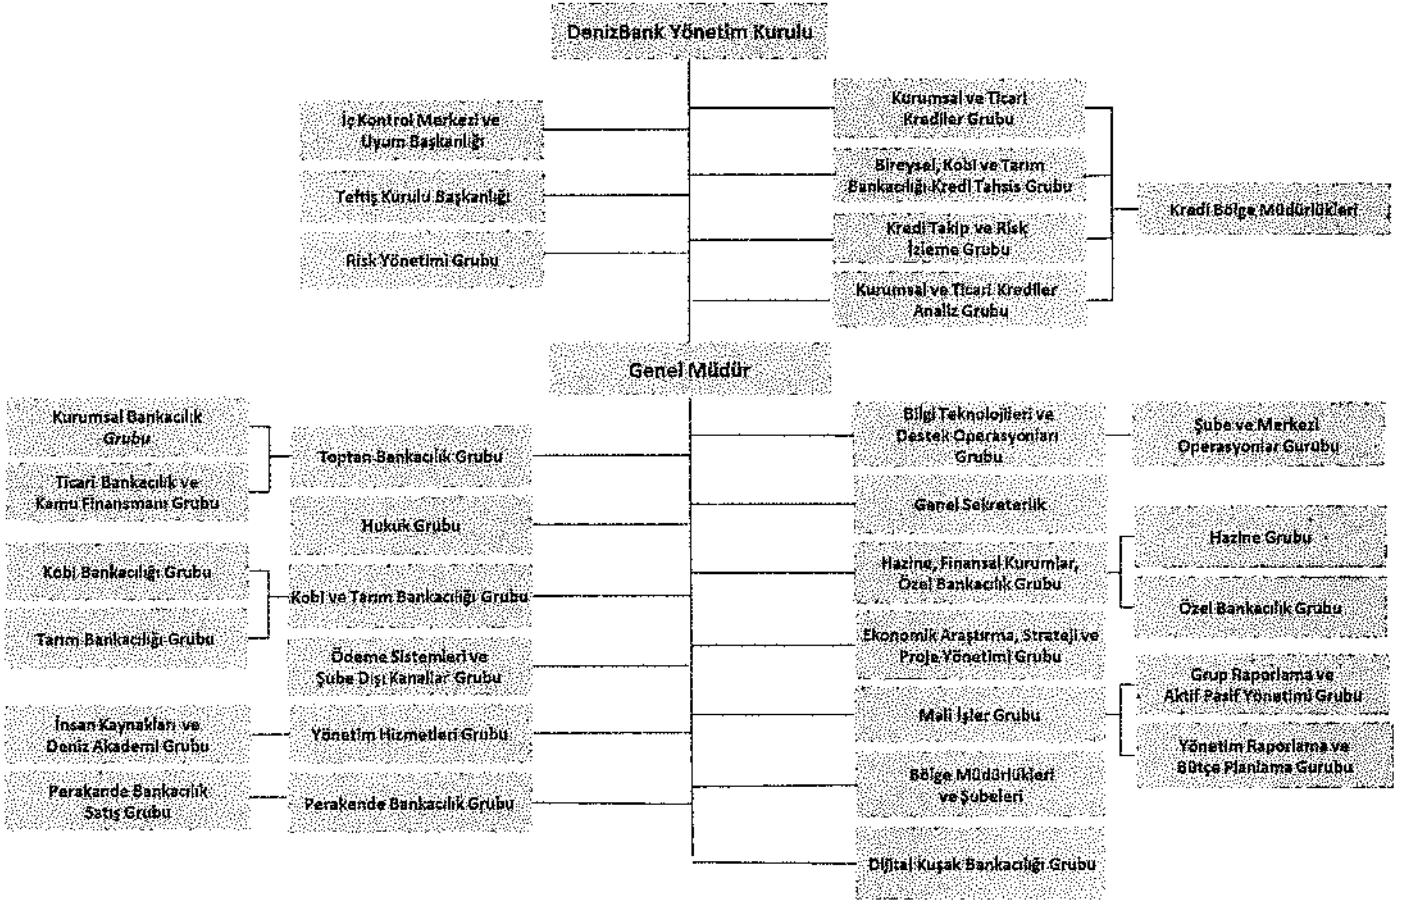 DenizBank Yönetim Kurulu
İç Kontrol Merkezi ve
Uyum Başkanlığı
Teftiş Kurulu Başkanlığı
Risk Yönetimi Grubu
Kurumsal ve Ticari
Krediler Grubu
Bireysel, Kobi ve Tarım
Bankacılığı Kredi Tahsis Grubu
Kredi Takip ve Risk
İzleme Grubu
Kurumsal ve Ticari Krediler
Analiz Grubu
Kredi Bölge Müdürlükleri
Genel Müdür
Kurumsal Bankacılık
Grubu
Ticari Bankacılık ve
Kamu Finansmanı Grubu
Toptan Bankacılık Grubu
Hukuk Grubu
Kobi Bankacılığı Grubu
Tarım Bankacılığı Grubu
Kobi ve Tarım Bankacılığı Grubu
Ödeme Sistemleri ve
Şube Dışı Kanallar Grubu
İnsan Kaynakları ve
Deniz Akademi Grubu
Yönetim Hizmetleri Grubu
Perakande Bankacılık
Satış Grubu
Perakende Bankacılık Grubu
Bilgi Teknolojileri ve
Destek Operasyonları
Grubu
Şube ve Merkezi
Operasyonlar Gurubu
Genel Sekreterlik
Hazine, Finansal Kurumlar,
Özel Bankacılık Grubu
Hazine Grubu
Özel Bankacılık Grubu
Ekonomik Araştırma, Strateji ve
Proje Yönetimi Grubu
Mali İşler Grubu
Grup Raporlama ve
Aktif Pasif Yönetimi Grubu
Yönetim Raporlama ve
Bütçe Planlama Gurubu
Bölge Müdürlükleri
ve Şubeleri
Dijital Kuşak Bankacılığı Grubu